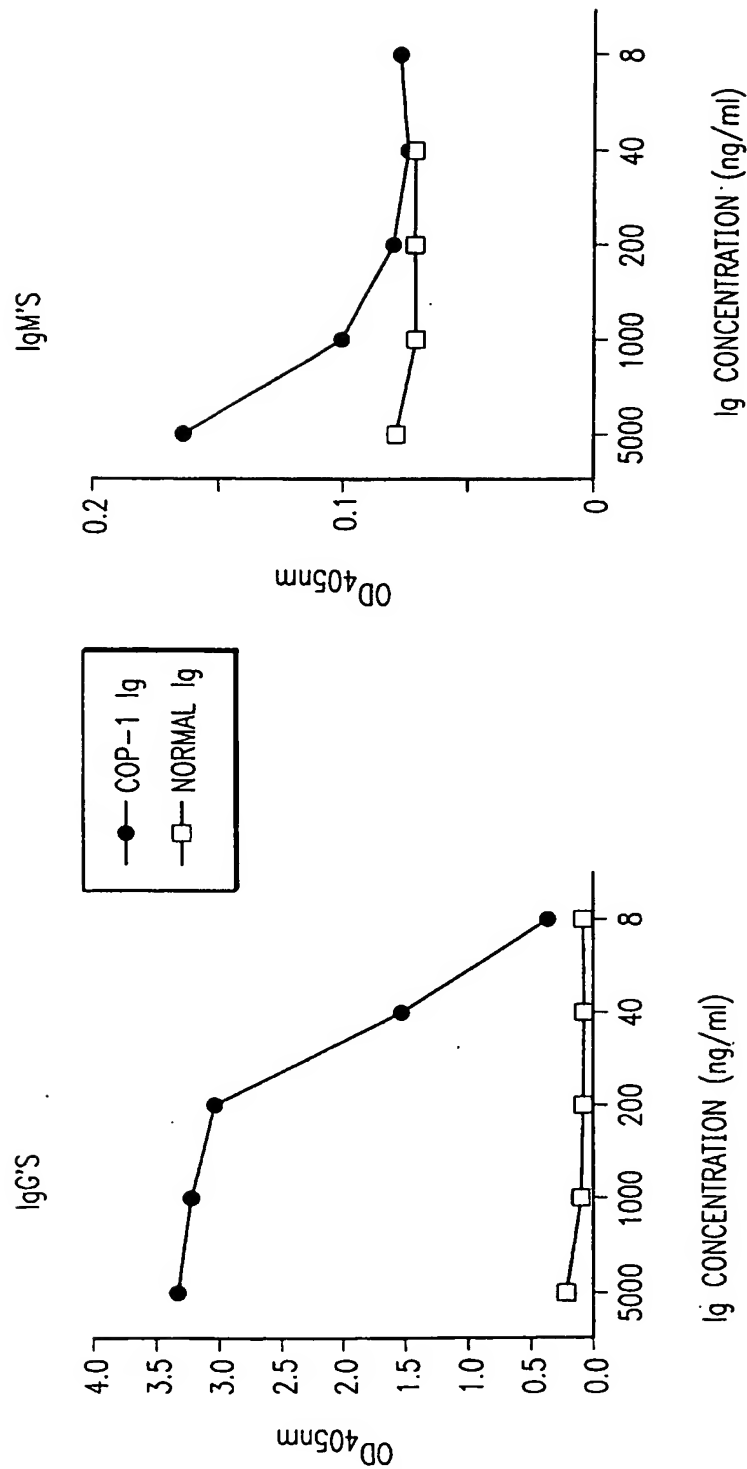 IgG'S
OD405nm
4.0
3.5
3.0
2.5
2.0
1.5
1.0
0.5
0.0
5000 1000 200 40 8
Ig CONCENTRATION (ng/ml)
COP-1 Ig
NORMAL Ig
IgM'S
OD405nm
0.2
0.1
0
5000 1000 200 40 8
Ig CONCENTRATION (ng/ml)